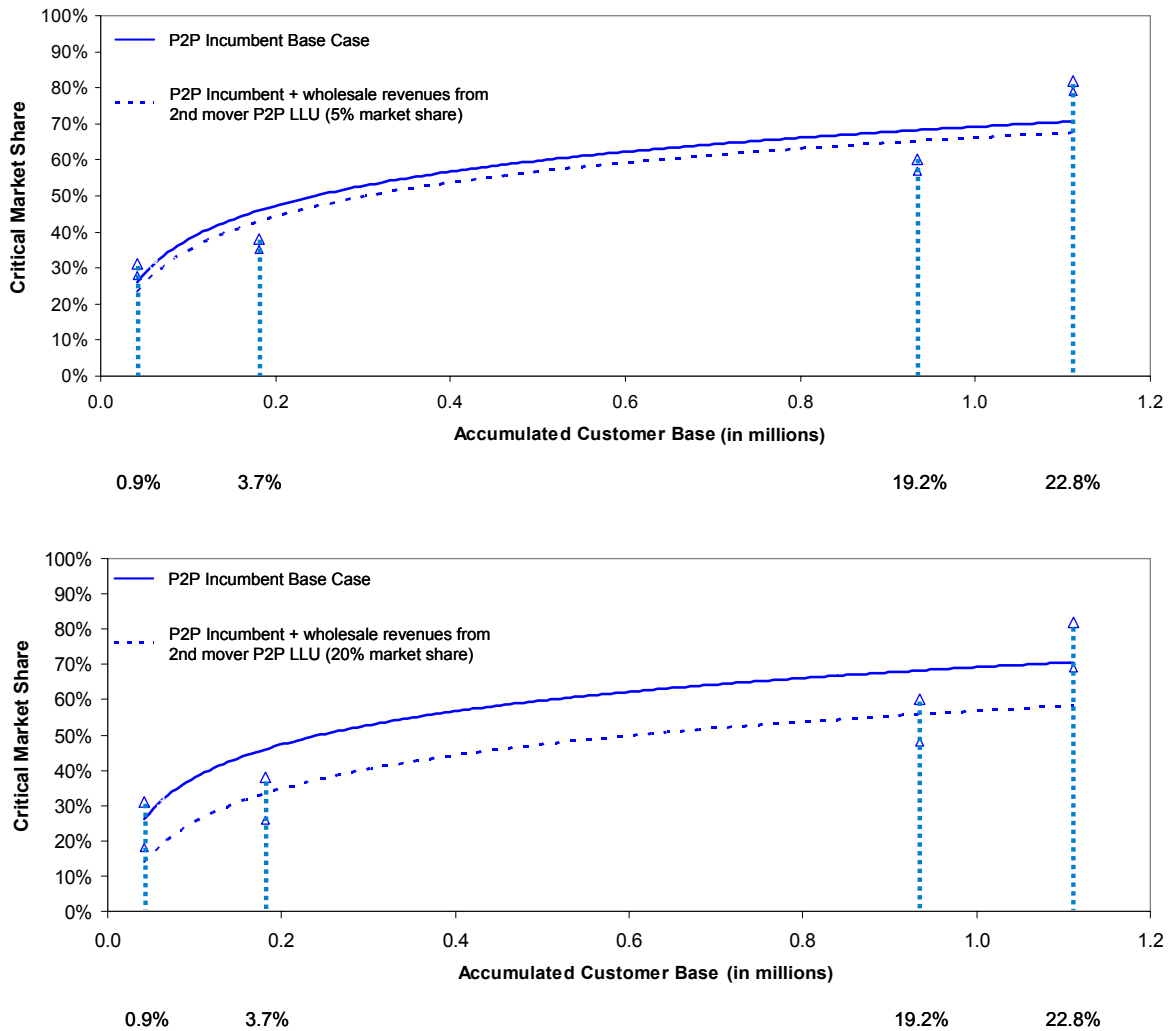 100%
90%
80%
70%
60%
50%
40%
30%
20%
10%
0%
Critical Market Share
P2P Incumbent Base Case
P2P Incumbent + wholesale revenues from
2nd mover P2P LLU (5% market share)
0.0 0.2 0.4 0.6 0.8 1.0 1.2
Accumulated Customer Base (in millions)
0.9% 3.7% 19.2% 22.8%
100%
90%
80%
70%
60%
50%
40%
30%
20%
10%
0%
Critical Market Share
P2P Incumbent Base Case
P2P Incumbent + wholesale revenues from
2nd mover P2P LLU (20% market share)
0.0 0.2 0.4 0.6 0.8 1.0 1.2
Accumulated Customer Base (in millions)
0.9% 3.7% 19.2% 22.8%